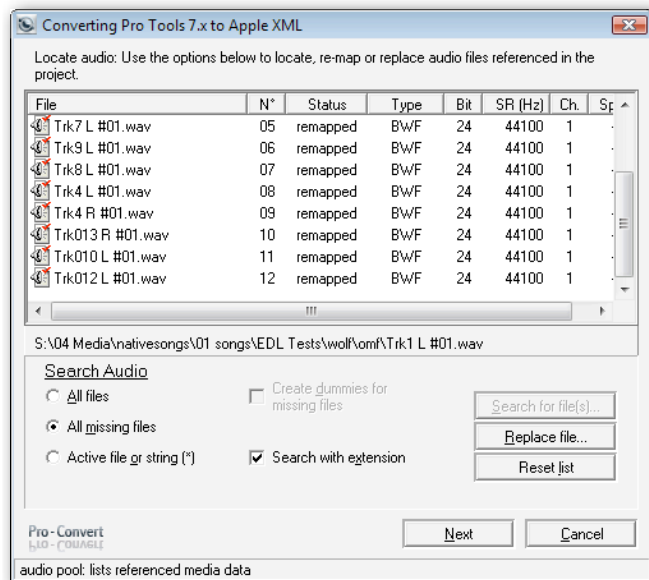 Converting Pro Tools 7.x to Apple XML
Locate audio: Use the options below to locate, re-map or replace audio files referenced in the
project.
File N° Status Type Bit SR (Hz) Ch. Sp
Trk7 L #01.wav 05 remapped BWF 24 44100 1
Trk9 L #01.wav 06 remapped BWF 24 44100 1
Trk8 L #01.wav 07 remapped BWF 24 44100 1
Trk4 L #01.wav 08 remapped BWF 24 44100 1
Trk4 R #01.wav 09 remapped BWF 24 44100 1
Trk013 R #01.wav 10 remapped BWF 24 44100 1
Trk010 L #01.wav 11 remapped BWF 24 44100 1
Trk012 L #01.wav 12 remapped BWF 24 44100 1
S:\04 Media\nativesongs\01 songs\EDL Tests\wolf\omf\Trk1 L #01.wav
Search Audio
All files
All missing files
Active file or string (*)
Create dummies for
missing files
Search with extension
Search for file(s)...
Replace file...
Reset list
Pro-Convert
Next
Cancel
audio pool: lists referenced media data